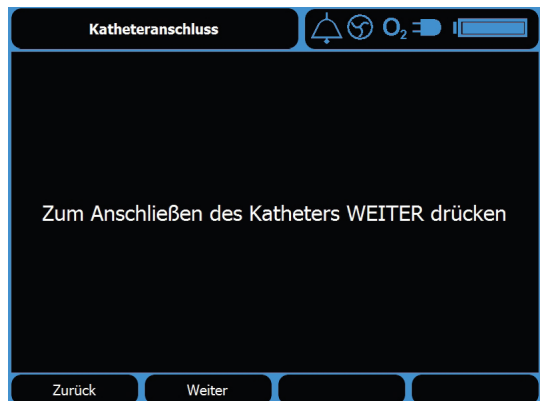 Katheteranschluss
O₂
Zum Anschließen des Katheters WEITER drücken
Zurück
Weiter